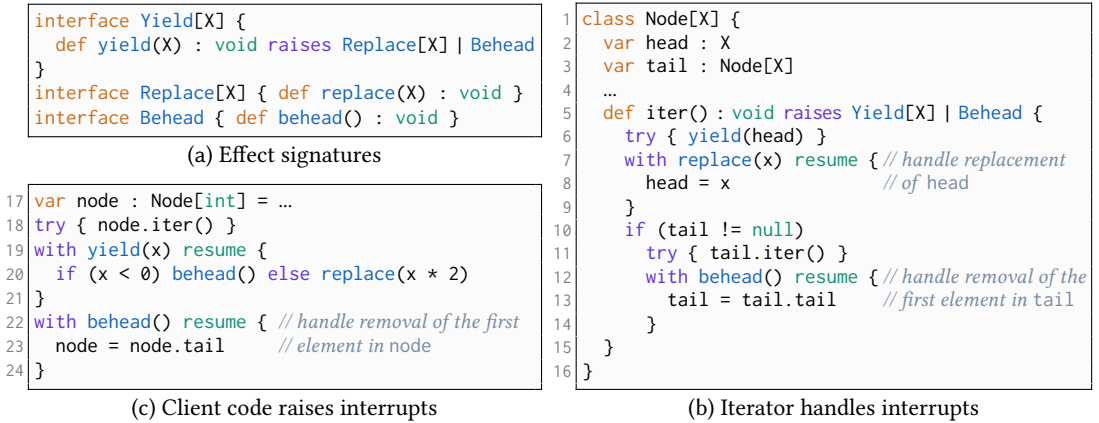 interface Yield[X] {
  def yield(X) : void raises Replace[X] | Behead
}
interface Replace[X] { def replace(X) : void }
interface Behead { def behead() : void }
(a) Effect signatures
17 var node : Node[int] = …
18 try { node.iter() }
19 with yield(x) resume {
20   if (x < 0) behead() else replace(x * 2)
21 }
22 with behead() resume { // handle removal of the first
23   node = node.tail // element in node
24 }
(c) Client code raises interrupts
1 class Node[X] {
2   var head : X
3   var tail : Node[X]
4   …
5   def iter() : void raises Yield[X] | Behead {
6     try { yield(head) }
7     with replace(x) resume { // handle replacement
8       head = x // of head
9     }
10     if (tail != null)
11       try { tail.iter() }
12       with behead() resume { // handle removal of the
13         tail = tail.tail // first element in tail
14       }
15   }
16 }
(b) Iterator handles interrupts